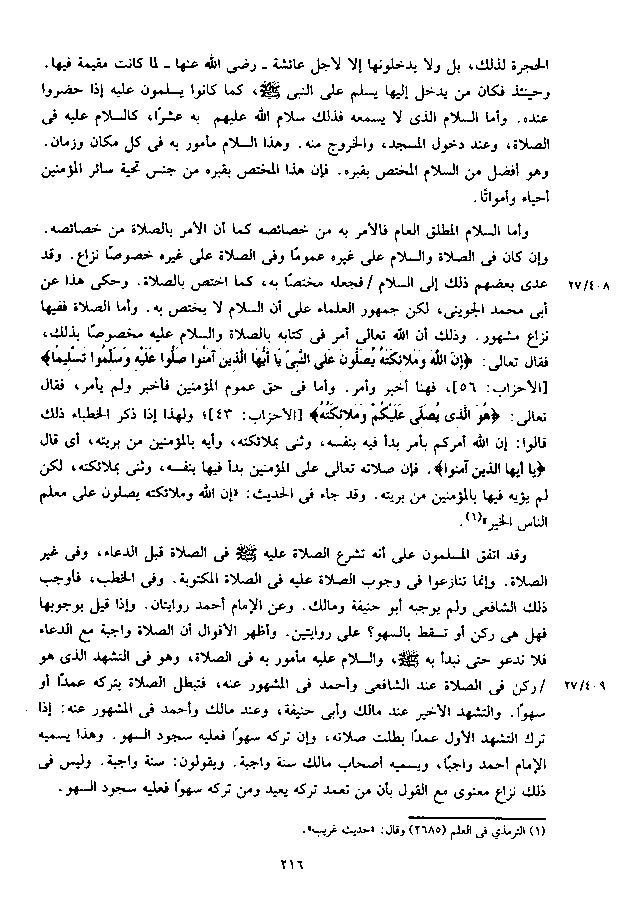 الحجرة لذلك، بل ولا يدخلونها إلا لأجل عائشة ـ رضى الله عنها ـ لما كانت مقيمة فيها.
وحينئذ فكان من يدخل إليها يسلم على النبى ﷺ، كما كانوا يسلمون عليه إذا حضروا
عنده. وأما السلام الذى لا يسمعه فذلك سلام الله عليهم به عشرًا، كالسلام عليه فى
الصلاة، وعند دخول المسجد، والخروج منه. وهذا السلام مأمور به فى كل مكان وزمان.
وهو أفضل من السلام المختص بقبره. فإن هذا المختص بقبره من جنس تحية سائر المؤمنين
أحياء وأمواتًا.
وأما السلام المطلق العام فالأمر به من خصائصه كما أن الأمر بالصلاة من خصائصه.
وإن كان فى الصلاة والسلام على غيره عمومًا وفى الصلاة على غيره خصوصًا نزاع. وقد
عدى بعضهم ذلك إلى السلام / فجعله مختصًا به، كما اختص بالصلاة. وحكى هذا عن
٢٧/٤٠٨
أبى محمد الجوينى، لكن جمهور العلماء على أن السلام لا يختص به. وأما الصلاة ففيها
نزاع مشهور. وذلك أن الله تعالى أمر فى كتابه بالصلاة والسلام عليه مخصوصًا بذلك،
فقال تعالى: ﴿إِنَّ اللَّهَ وَمَلائِكَتَهُ يُصَلُّونَ عَلَى النَّبِيِّ يَا أَيُّهَا الَّذِينَ آمَنُوا صَلُّوا عَلَيْهِ وَسَلِّمُوا تَسْلِيمًا﴾
[الأحزاب: ٥٦]، فهنا أخبر وأمر. وأما فى حق عموم المؤمنين فأخبر ولم يأمر، فقال
تعالى: ﴿هُوَ الَّذِي يُصَلِّي عَلَيْكُمْ وَمَلائِكَتُهُ﴾ [الأحزاب: ٤٣]؛ ولهذا إذا ذكر الخطباء ذلك
قالوا: إن الله أمركم بأمر بدأ فيه بنفسه، وثنى بملائكته، وأيه بالمؤمنين من بريته، أى قال
﴿يا أيها الذين آمنوا﴾. فإن صلاته تعالى على المؤمنين بدأ فيها بنفسه، وثنى بملائكته، لكن
لم يؤيه فيها بالمؤمنين من بريته. وقد جاء فى الحديث: «إن الله وملائكته يصلون على معلم
الناس الخير»(١).
وقد اتفق المسلمون على أنه تشرع الصلاة عليه ﷺ فى الصلاة قبل الدعاء، وفى غير
الصلاة. وإنما تنازعوا فى وجوب الصلاة عليه فى الصلاة المكتوبة. وفى الخطب، فأوجب
ذلك الشافعى ولم يوجبه أبو حنيفة ومالك. وعن الإمام أحمد روايتان. وإذا قيل بوجوبها
فهل هى ركن أو تسقط بالسهو؟ على روايتين. وأظهر الأقوال أن الصلاة واجبة مع الدعاء
فلا ندعو حتى نبدأ به ﷺ، والسلام عليه مأمور به فى الصلاة، وهو فى التشهد الذى هو
/ ركن فى الصلاة عند الشافعى وأحمد فى المشهور عنه، فتبطل الصلاة بتركه عمدًا أو
٢٧/٤٠٩
سهوًا. والتشهد الأخير عند مالك وأبى حنيفة، وعند مالك وأحمد فى المشهور عنه: إذا
ترك التشهد الأول عمدًا بطلت صلاته، وإن تركه سهوًا فعليه سجود السهو. وهذا يسميه
الإمام أحمد واجبًا، ويسميه أصحاب مالك سنة واجبة. ويقولون: سنة واجبة. وليس فى
ذلك نزاع معنوى مع القول بأن من تعمد تركه يعيد ومن تركه سهوًا فعليه سجود السهو.
(١) الترمذى فى العلم (٢٦٨٥) وقال: «حديث غريب».
٢١٦